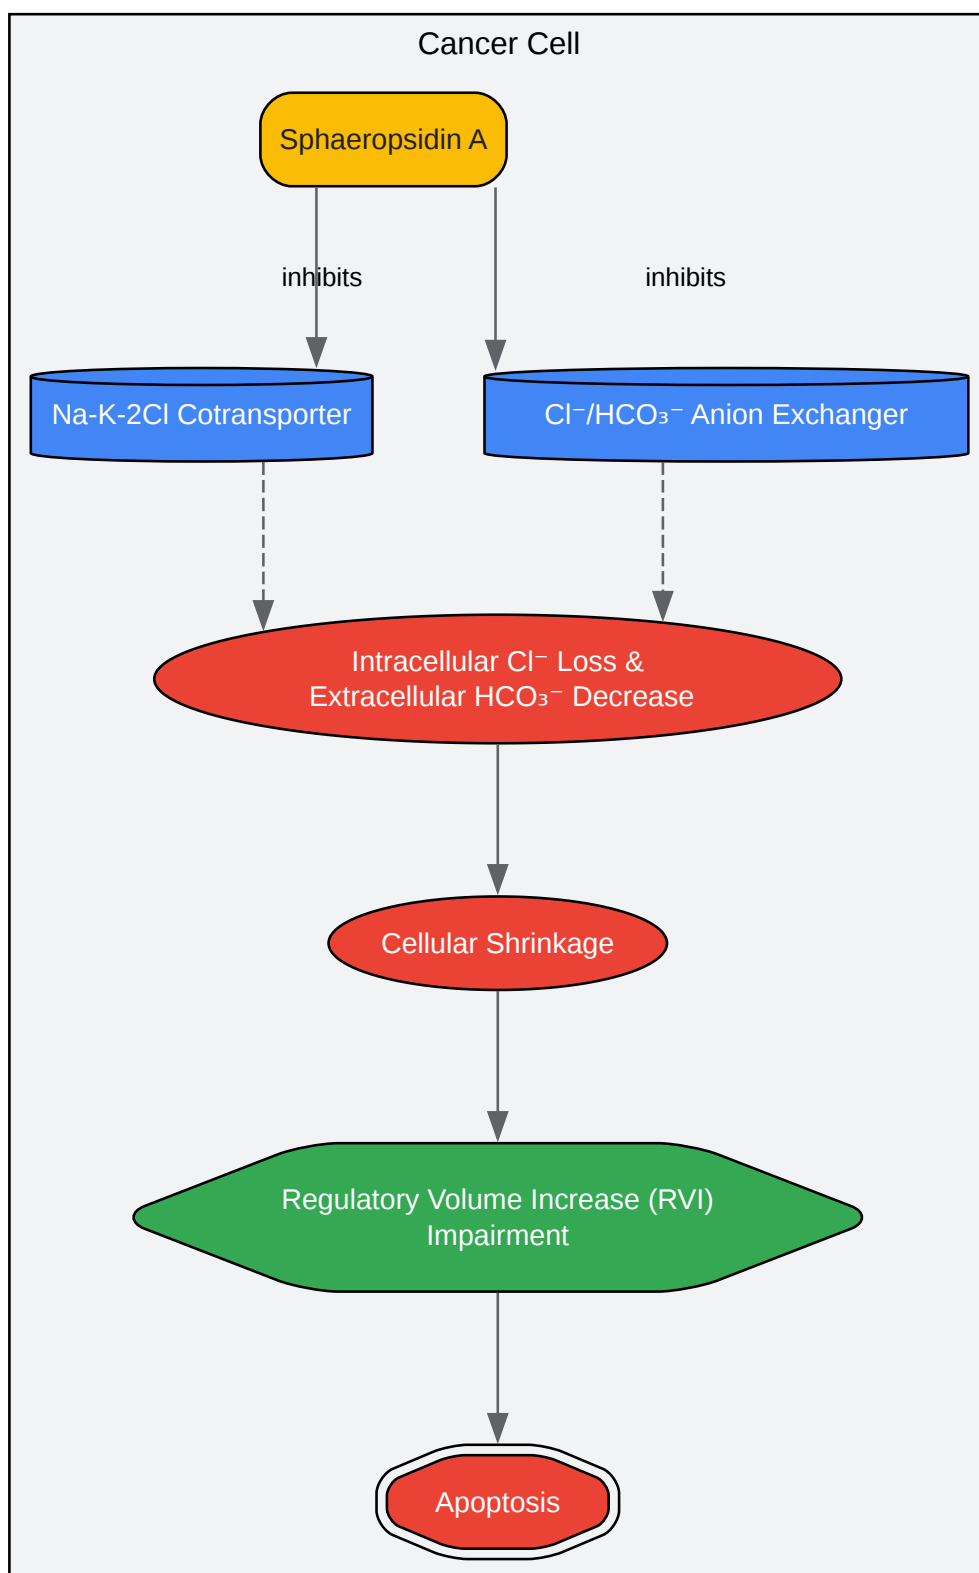 Cancer Cell
Sphaeropsidin A
inhibits
inhibits
Na-K-2Cl Cotransporter
Cl⁻/HCO₃⁻ Anion Exchanger
Intracellular Cl⁻ Loss &
Extracellular HCO₃⁻ Decrease
Cellular Shrinkage
Regulatory Volume Increase (RVI)
Impairment
Apoptosis